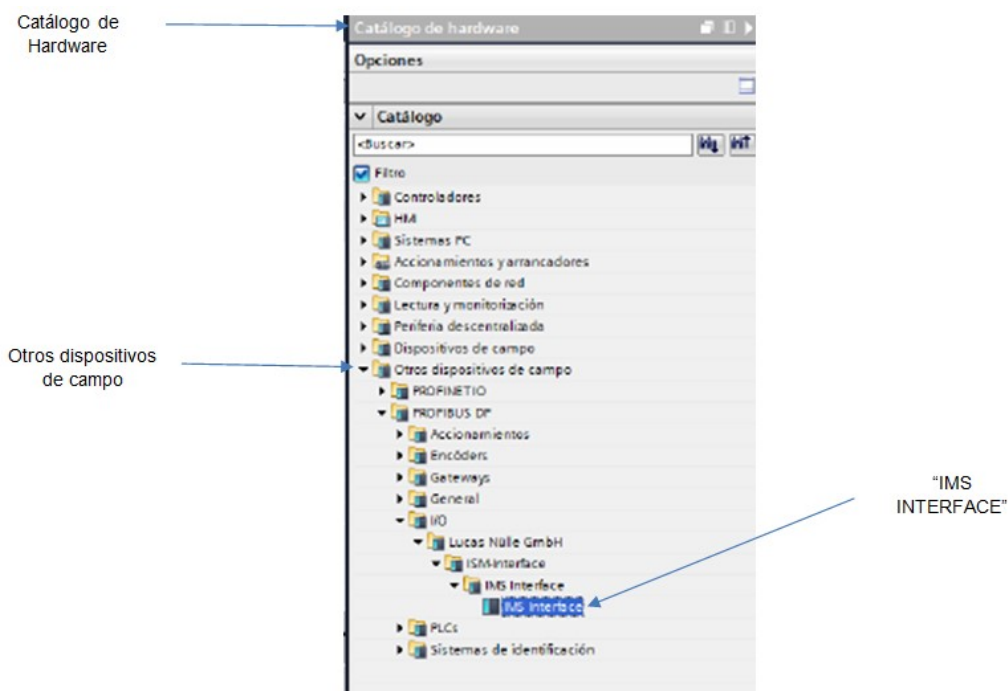 Catálogo de
Hardware
Catálogo de hardware
Opciones
Catálogo
<Buscar>
Filtro
Controladores
HMI
Sistemas PC
Accionamientos y arrancadores
Componentes de red
Lectura y monitorización
Periferia descentralizada
Dispositivos de campo
Otros dispositivos
de campo
Otros dispositivos de campo
PROFINET IO
PROFIBUS DP
Accionamientos
Encóders
Gateways
General
I/O
Lucas Nülle GmbH
ISM-Interface
IMS Interface
IMS Interface
"IMS
INTERFACE"
PLCs
Sistemas de identificación